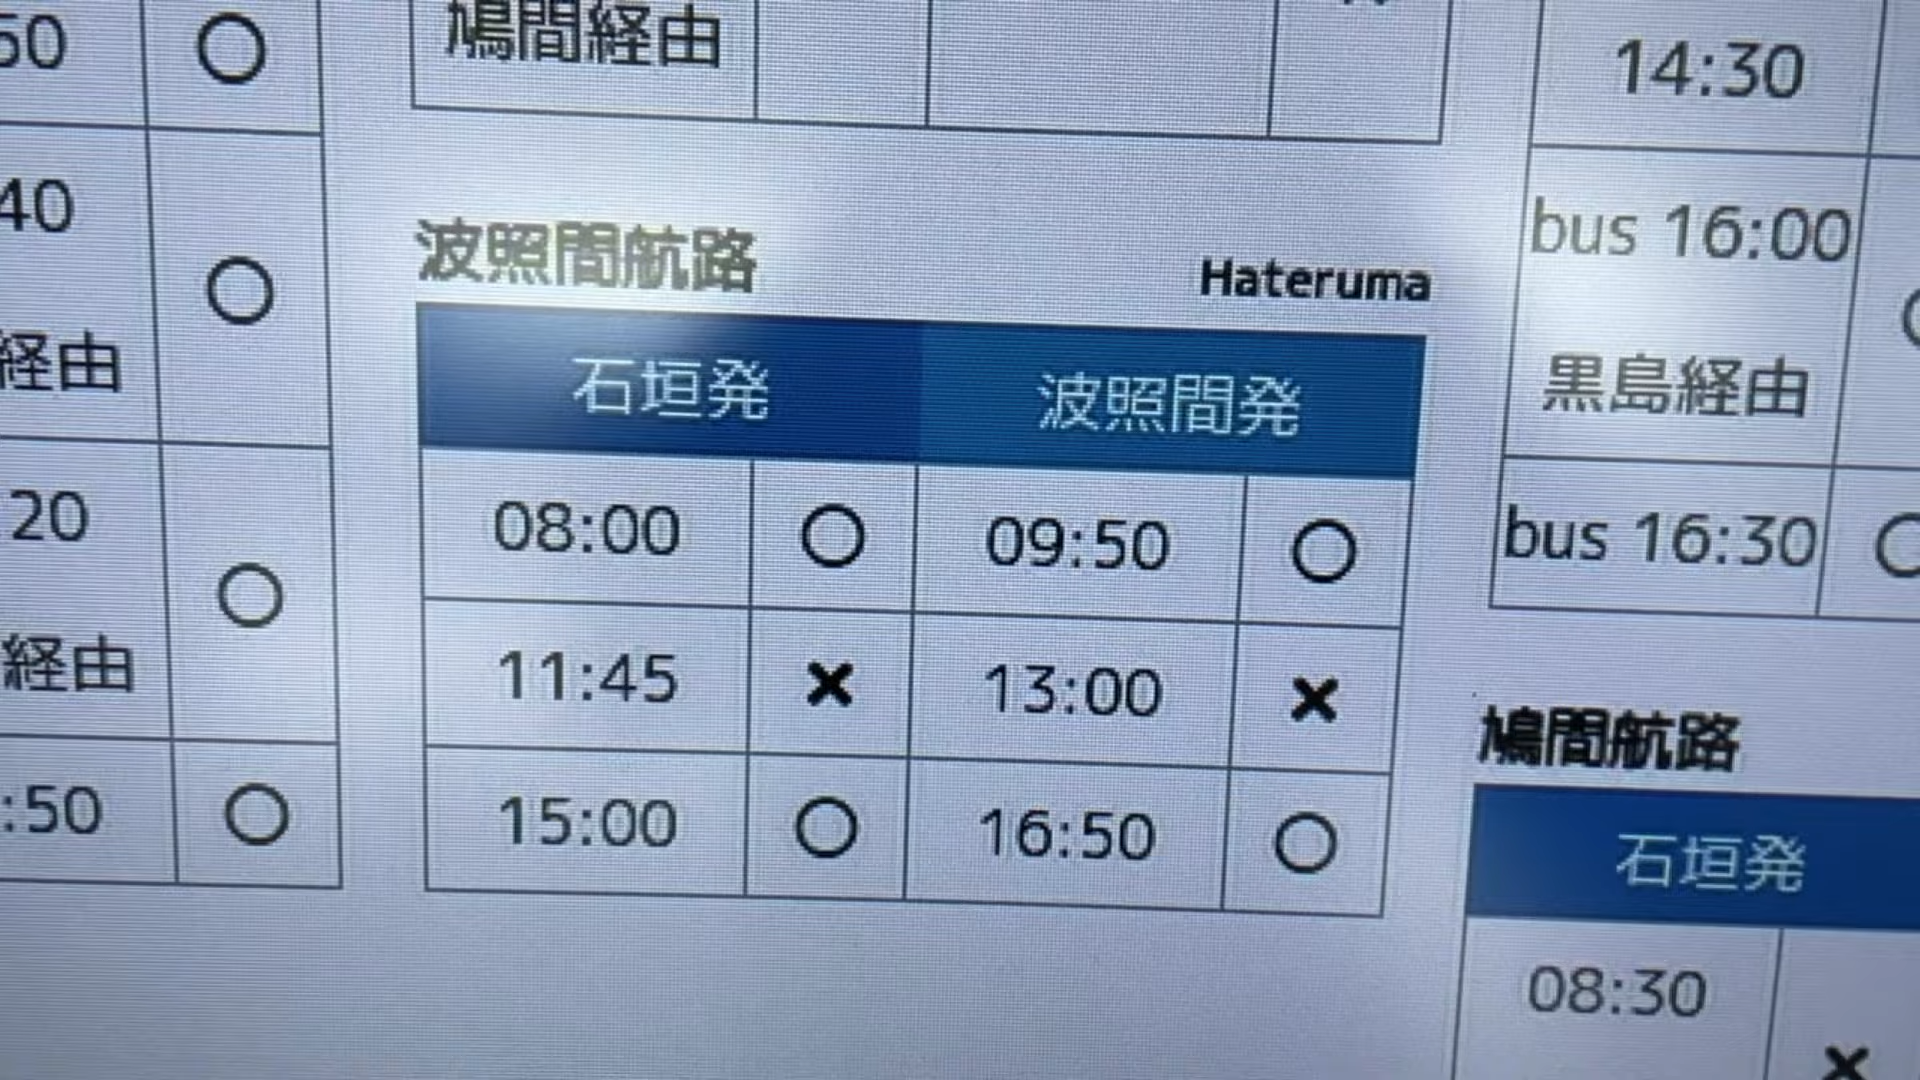 50 ○
40
○
経由
20
○
経由
:50 ○
鳩間経由
波照間航路
Hateruma
石垣発 波照間発
08:00 ○ 09:50 ○
11:45 × 13:00 ×
15:00 ○ 16:50 ○
14:30
bus 16:00
黒島経由
bus 16:30 ○
鳩間航路
石垣発
08:30
×